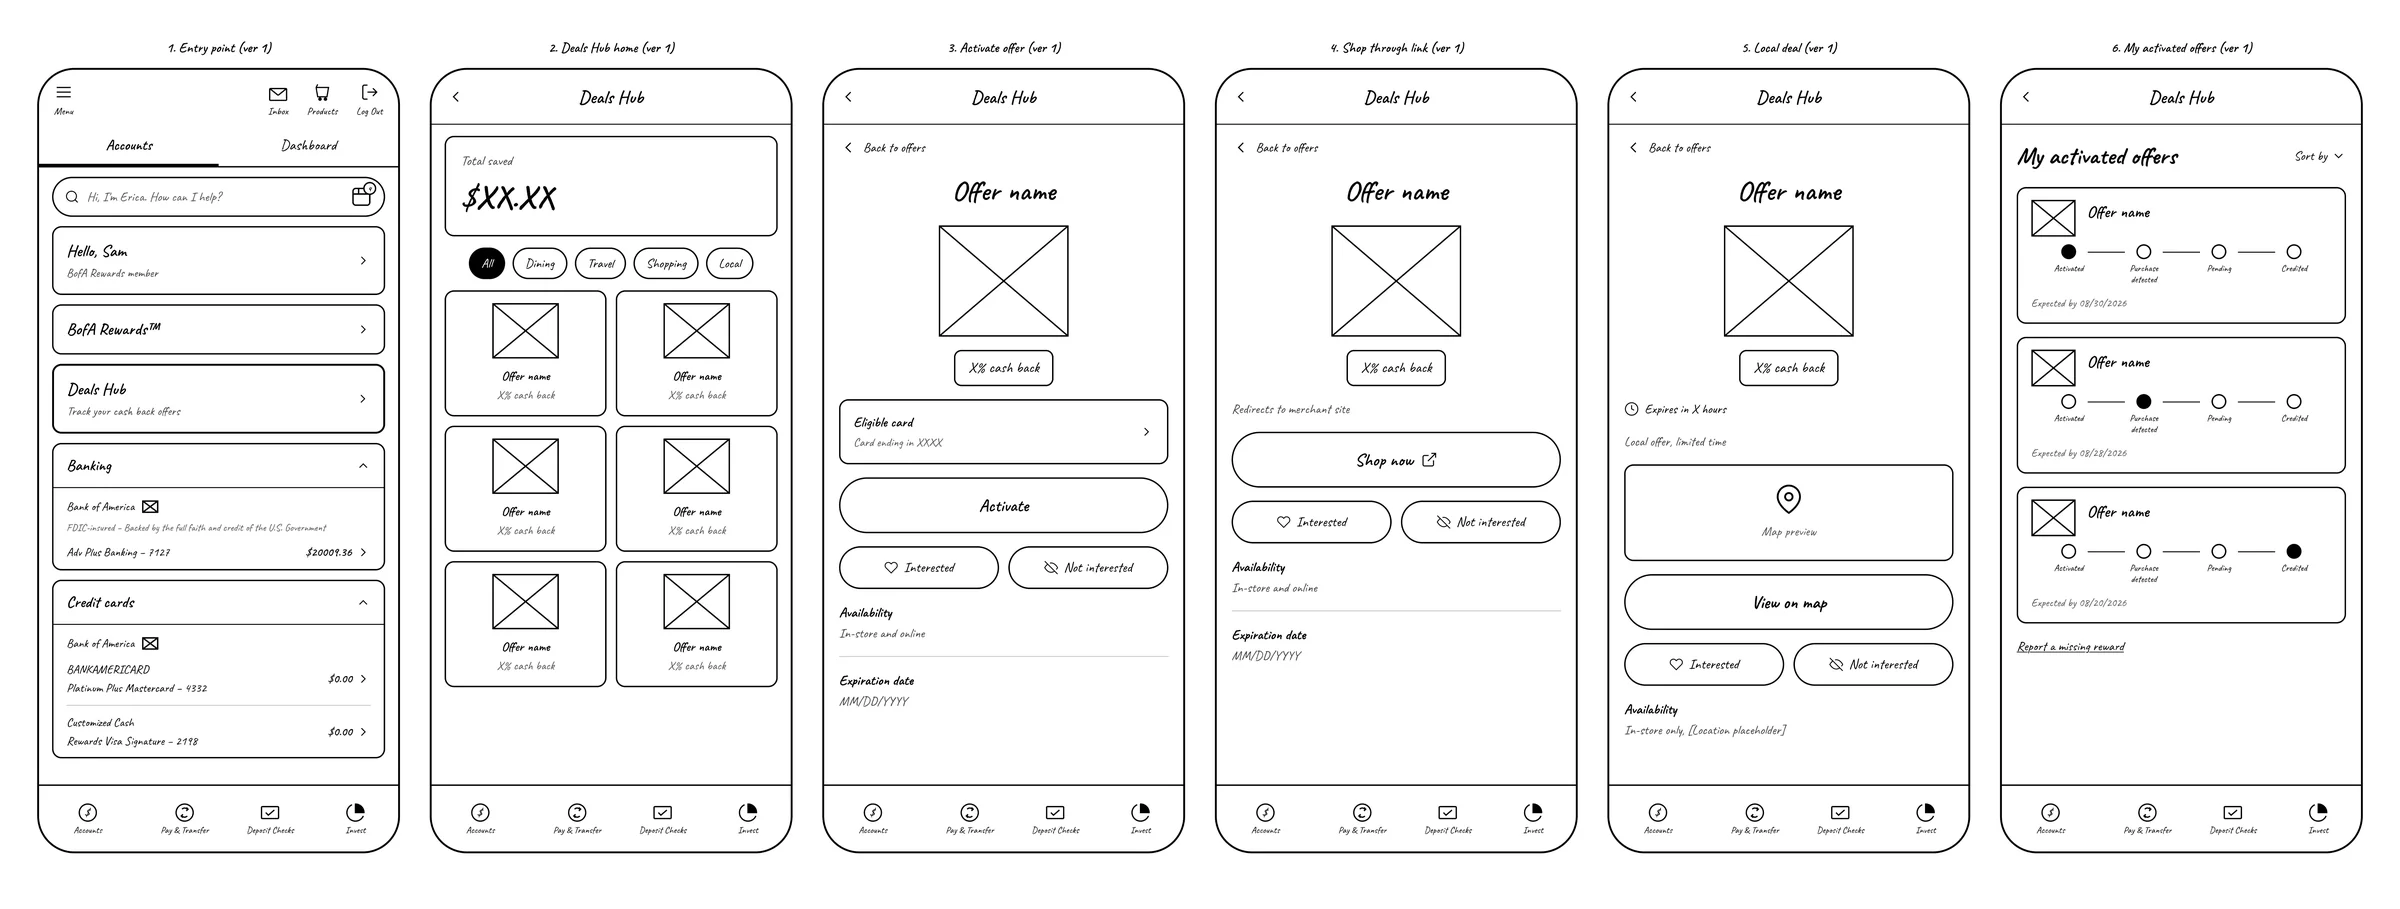 1. Entry point (ver 1)
Menu
Inbox
Products
Log Out
Accounts
Dashboard
Hi, I'm Erica. How can I help?
Hello, Sam
BofA Rewards member
BofA Rewards™
Deals Hub
Track your cash back offers
Banking
Bank of America
FDIC-insured – Backed by the full faith and credit of the U.S. Government
Adv Plus Banking – 7127
$20009.36
Credit cards
Bank of America
BANKAMERICARD
Platinum Plus Mastercard – 4332
$0.00
Customized Cash
Rewards Visa Signature – 2198
$0.00
Accounts
Pay & Transfer
Deposit Checks
Invest
2. Deals Hub home (ver 1)
Deals Hub
Total saved
$XX.XX
All
Dining
Travel
Shopping
Local
Offer name
X% cash back
Offer name
X% cash back
Offer name
X% cash back
Offer name
X% cash back
Offer name
X% cash back
Offer name
X% cash back
Accounts
Pay & Transfer
Deposit Checks
Invest
3. Activate offer (ver 1)
Deals Hub
Back to offers
Offer name
X% cash back
Eligible card
Card ending in XXXX
Activate
Interested
Not interested
Availability
In-store and online
Expiration date
MM/DD/YYYY
Accounts
Pay & Transfer
Deposit Checks
Invest
4. Shop through link (ver 1)
Deals Hub
Back to offers
Offer name
X% cash back
Redirects to merchant site
Shop now
Interested
Not interested
Availability
In-store and online
Expiration date
MM/DD/YYYY
Accounts
Pay & Transfer
Deposit Checks
Invest
5. Local deal (ver 1)
Deals Hub
Back to offers
Offer name
X% cash back
Expires in X hours
Local offer, limited time
Map preview
View on map
Interested
Not interested
Availability
In-store only, [Location placeholder]
Accounts
Pay & Transfer
Deposit Checks
Invest
6. My activated offers (ver 1)
Deals Hub
My activated offers
Sort by
Offer name
Activated
Purchase
detected
Pending
Credited
Expected by 08/30/2026
Offer name
Activated
Purchase
detected
Pending
Credited
Expected by 08/28/2026
Offer name
Activated
Purchase
detected
Pending
Credited
Expected by 08/20/2026
Report a missing reward
Accounts
Pay & Transfer
Deposit Checks
Invest